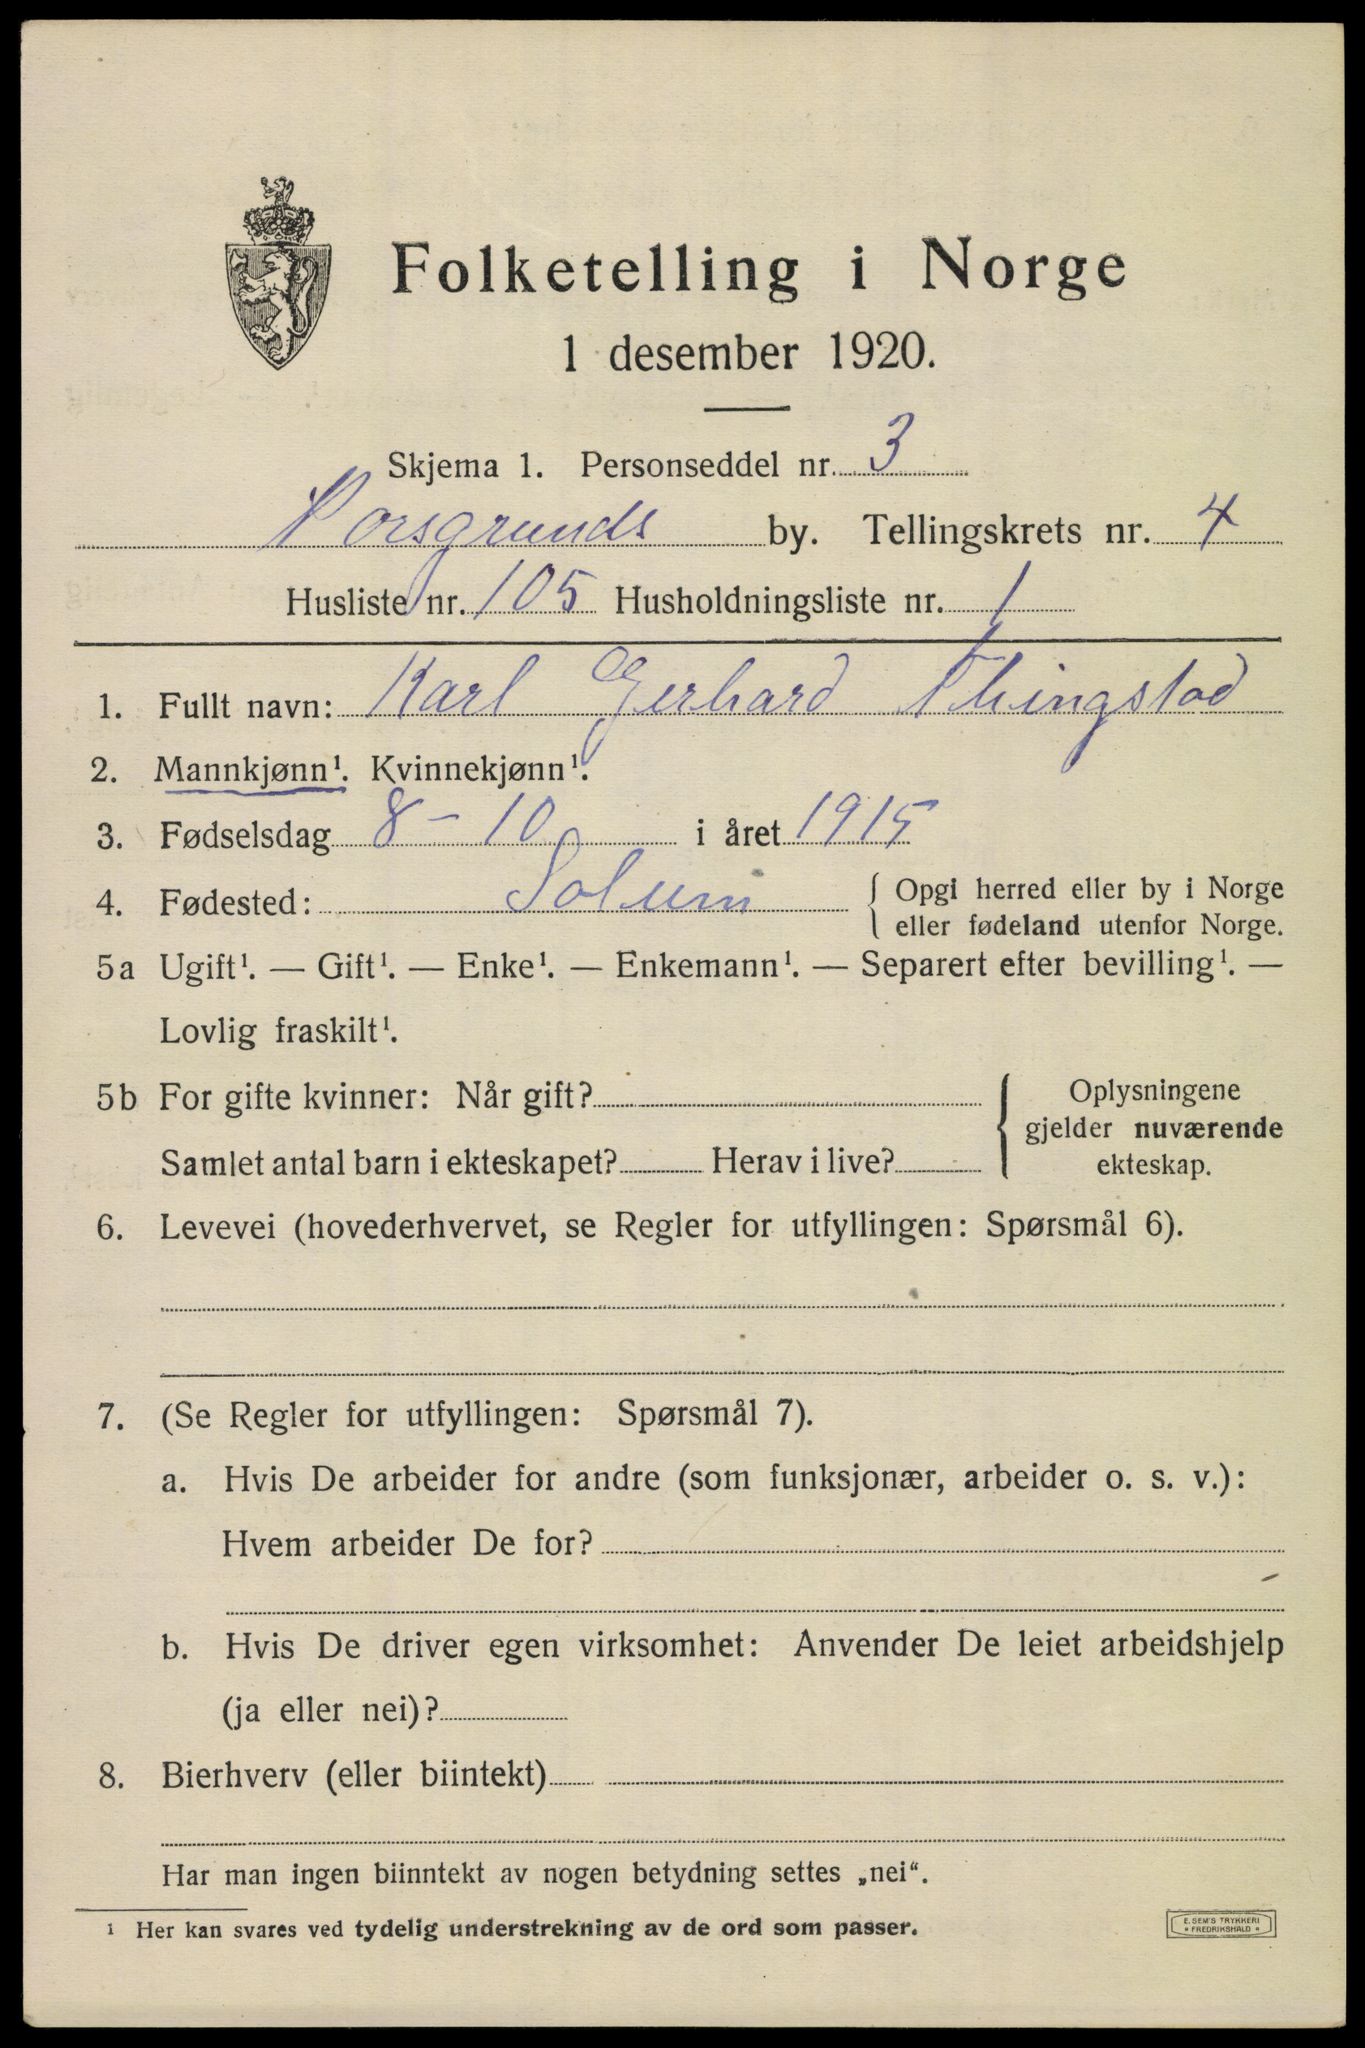 Folketelling i Norge
1 desember 1920.
Skjema 1. Personseddel nr. 3
Porsgrunds by. Tellingskrets nr. 4
Husliste nr. 105 Husholdningsliste nr. 1
1. Fullt navn: Karl Gerhard Thingstad
2. Mannkjønn¹. Kvinnekjønn¹.
3. Fødselsdag 8 - 10 i året 1915
4. Fødested: Solum { Opgi herred eller by i Norge
eller fødeland utenfor Norge.
5a Ugift¹. — Gift¹. — Enke¹. — Enkemann¹. — Separert efter bevilling¹. —
Lovlig fraskilt¹.
5b For gifte kvinner: Når gift?
Samlet antal barn i ekteskapet? Herav i live?
{ Oplysningene
gjelder nuværende
ekteskap.
6. Levevei (hovederhvervet, se Regler for utfyllingen: Spørsmål 6).
7. (Se Regler for utfyllingen: Spørsmål 7).
a. Hvis De arbeider for andre (som funksjonær, arbeider o. s. v.):
Hvem arbeider De for?
b. Hvis De driver egen virksomhet: Anvender De leiet arbeidshjelp
(ja eller nei)?
8. Bierhverv (eller biintekt)
Har man ingen biinntekt av nogen betydning settes „nei“.
1 Her kan svares ved tydelig understrekning av de ord som passer.
E. SEM'S TRYKKERI
* FREDRIKSHALD *